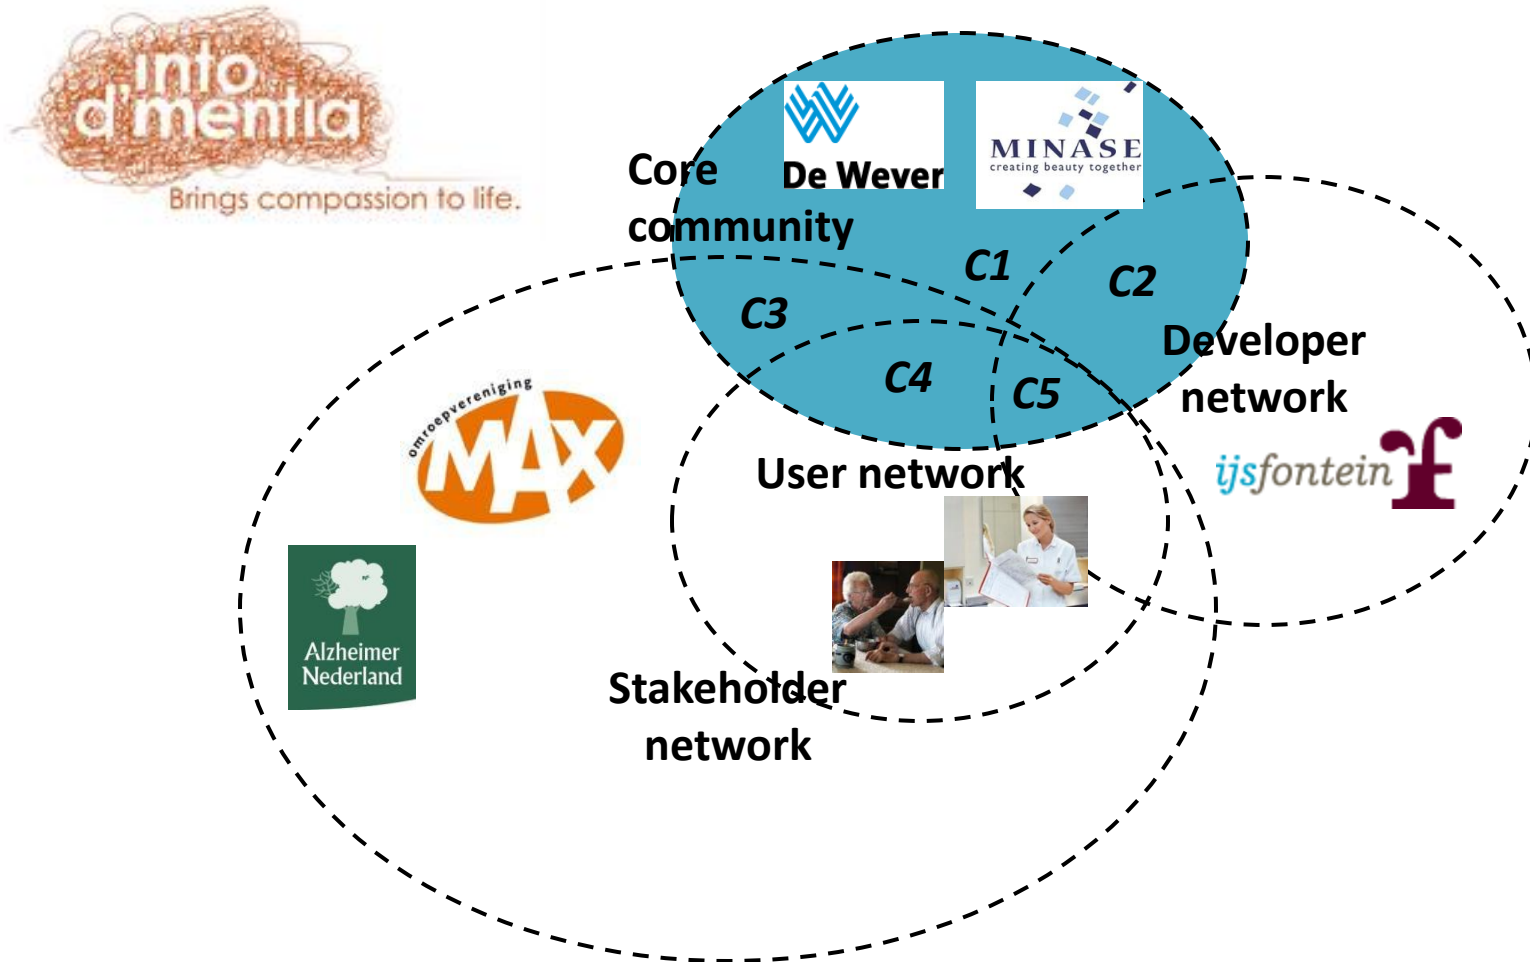 into
d'mentia
Brings compassion to life.
De Wever
MINASE
creating beauty together
Core
community
C1
C2
C3
C4
C5
Developer
network
ijsfontein
omroepvereniging
MAX
User network
Alzheimer
Nederland
Stakeholder
network